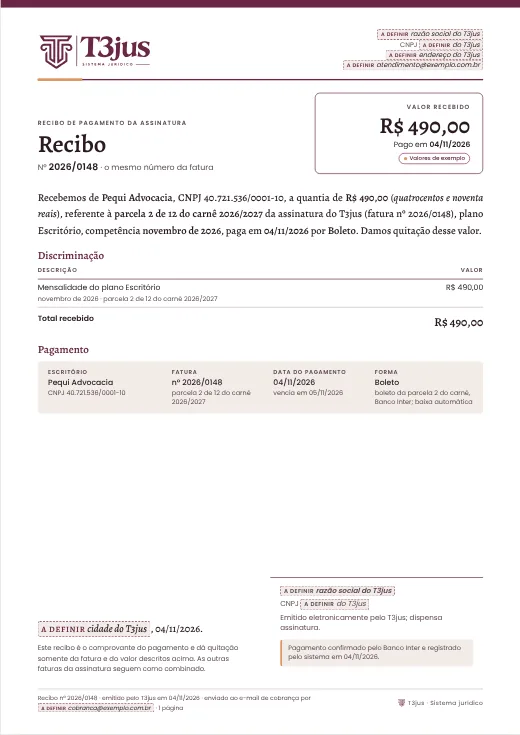 T3jus
SISTEMA JURÍDICO
A DEFINIR razão social do T3jus
CNPJ A DEFINIR do T3jus
A DEFINIR endereço do T3jus
A DEFINIR atendimento@exemplo.com.br
RECIBO DE PAGAMENTO DA ASSINATURA
Recibo
Nº 2026/0148 · o mesmo número da fatura
VALOR RECEBIDO
R$ 490,00
Pago em 04/11/2026
Valores de exemplo
Recebemos de Pequi Advocacia, CNPJ 40.721.536/0001-10, a quantia de R$ 490,00 (quatrocentos e noventa
reais), referente à parcela 2 de 12 do carnê 2026/2027 da assinatura do T3jus (fatura nº 2026/0148), plano
Escritório, competência novembro de 2026, paga em 04/11/2026 por Boleto. Damos quitação desse valor.
Discriminação
DESCRIÇÃO VALOR
Mensalidade do plano Escritório R$ 490,00
novembro de 2026 · parcela 2 de 12 do carnê 2026/2027
Total recebido R$ 490,00
Pagamento
ESCRITÓRIO FATURA DATA DO PAGAMENTO FORMA
Pequi Advocacia nº 2026/0148 04/11/2026 Boleto
CNPJ 40.721.536/0001-10 parcela 2 de 12 do carnê vencia em 05/11/2026 boleto da parcela 2 do carnê,
2026/2027 Banco Inter; baixa automática
A DEFINIR cidade do T3jus , 04/11/2026.
Este recibo é o comprovante do pagamento e dá quitação
somente da fatura e do valor descritos acima. As outras
faturas da assinatura seguem como combinado.
A DEFINIR razão social do T3jus
CNPJ A DEFINIR do T3jus
Emitido eletronicamente pelo T3jus; dispensa
assinatura.
Pagamento confirmado pelo Banco Inter e registrado
pelo sistema em 04/11/2026.
Recibo nº 2026/0148 · emitido pelo T3jus em 04/11/2026 · enviado ao e-mail de cobrança por
A DEFINIR cobranca@exemplo.com.br · 1 página
T3jus · Sistema jurídico